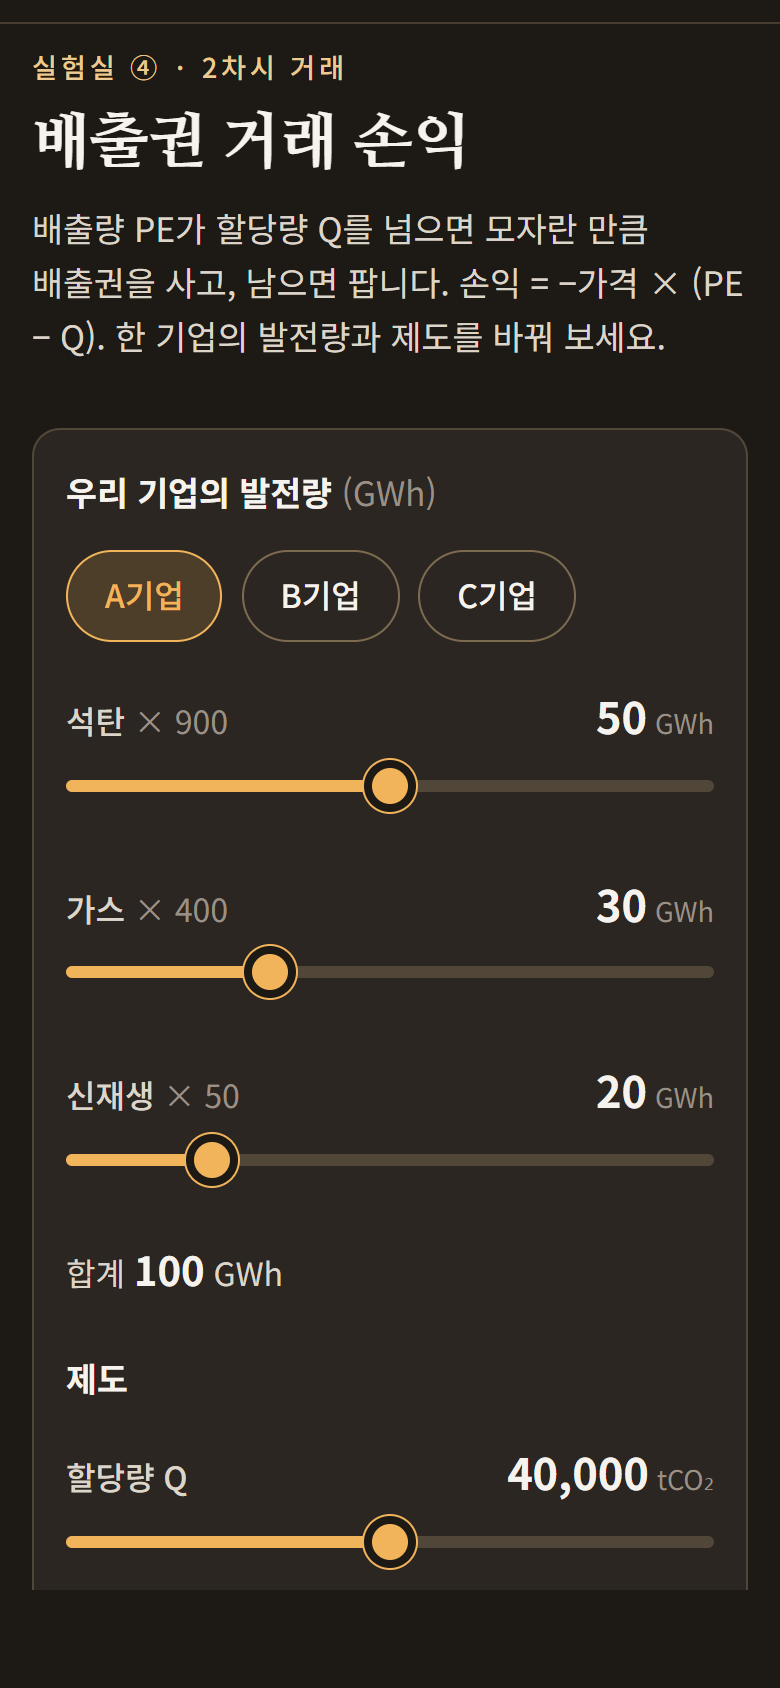 실험실 ④ · 2차시 거래
배출권 거래 손익
배출량 PE가 할당량 Q를 넘으면 모자란 만큼
배출권을 사고, 남으면 팝니다. 손익 = −가격 × (PE
− Q). 한 기업의 발전량과 제도를 바꿔 보세요.
우리 기업의 발전량 (GWh)
A기업 B기업 C기업
석탄 × 900 50 GWh
가스 × 400 30 GWh
신재생 × 50 20 GWh
합계 100 GWh
제도
할당량 Q 40,000 tCO₂